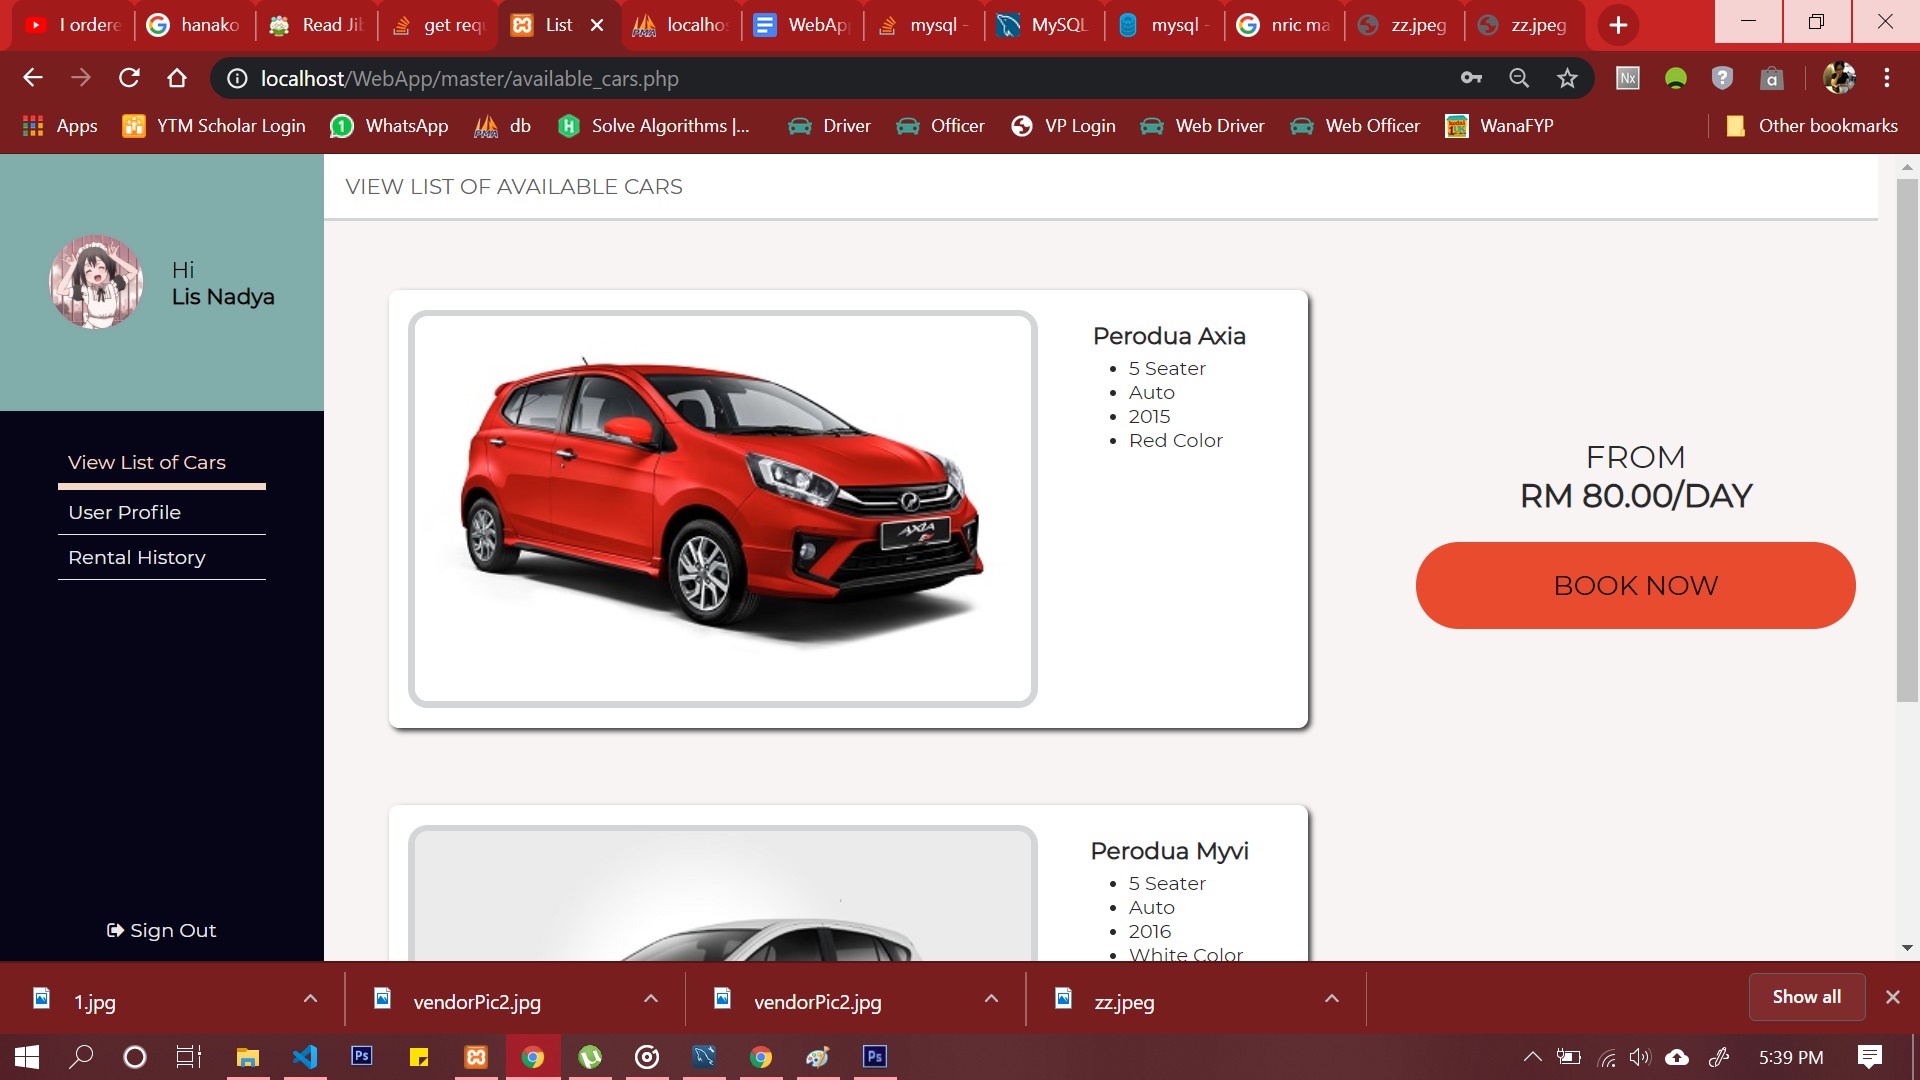 I ordere
hanako
Read Jil
get requ
List
localhos
WebAp
mysql -
MySQL
mysql -
nric ma
zz.jpeg
zz.jpeg
localhost/WebApp/master/available_cars.php
Apps
YTM Scholar Login
WhatsApp
db
Solve Algorithms |...
Driver
Officer
VP Login
Web Driver
Web Officer
WanaFYP
Other bookmarks
VIEW LIST OF AVAILABLE CARS
Hi
Lis Nadya
View List of Cars
User Profile
Rental History
Sign Out
AXIA
Perodua Axia
5 Seater
Auto
2015
Red Color
FROM
RM 80.00/DAY
BOOK NOW
Perodua Myvi
5 Seater
Auto
2016
White Color
1.jpg
vendorPic2.jpg
vendorPic2.jpg
zz.jpeg
Show all
5:39 PM